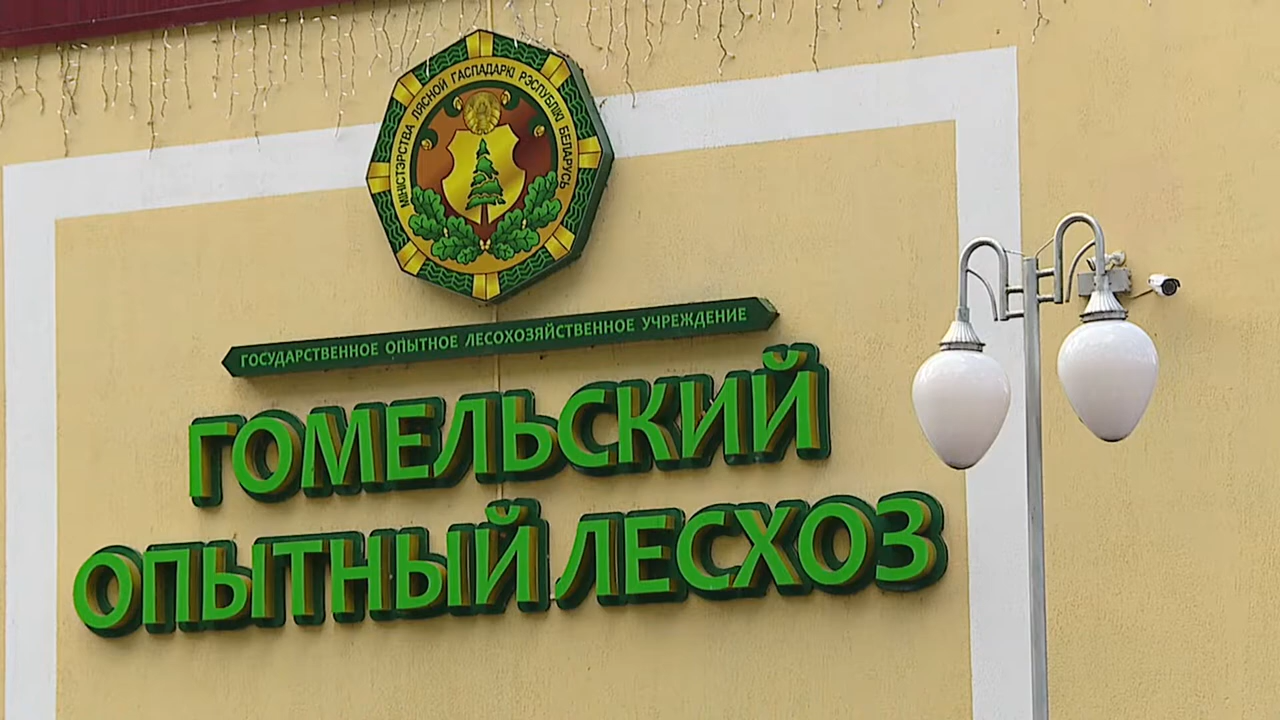 МІНІСТЭРСТВА ЛЯСНОЙ ГАСПАДАРКІ РЭСПУБЛІКІ БЕЛАРУСЬ
ГОСУДАРСТВЕННОЕ ОПЫТНОЕ ЛЕСОХОЗЯЙСТВЕННОЕ УЧРЕЖДЕНИЕ
ГОМЕЛЬСКИЙ
ОПЫТНЫЙ ЛЕСХОЗ